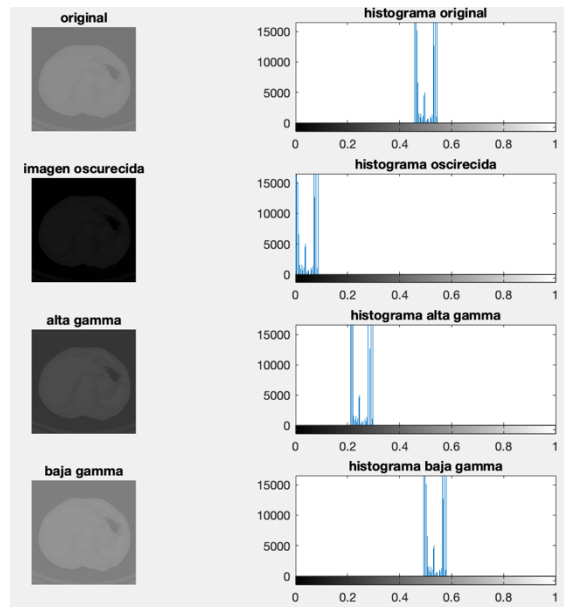 original
histograma original
15000
10000
5000
0
0 0.2 0.4 0.6 0.8 1
imagen oscurecida
histograma oscirecida
15000
10000
5000
0
0 0.2 0.4 0.6 0.8 1
alta gamma
histograma alta gamma
15000
10000
5000
0
0 0.2 0.4 0.6 0.8 1
baja gamma
histograma baja gamma
15000
10000
5000
0
0 0.2 0.4 0.6 0.8 1